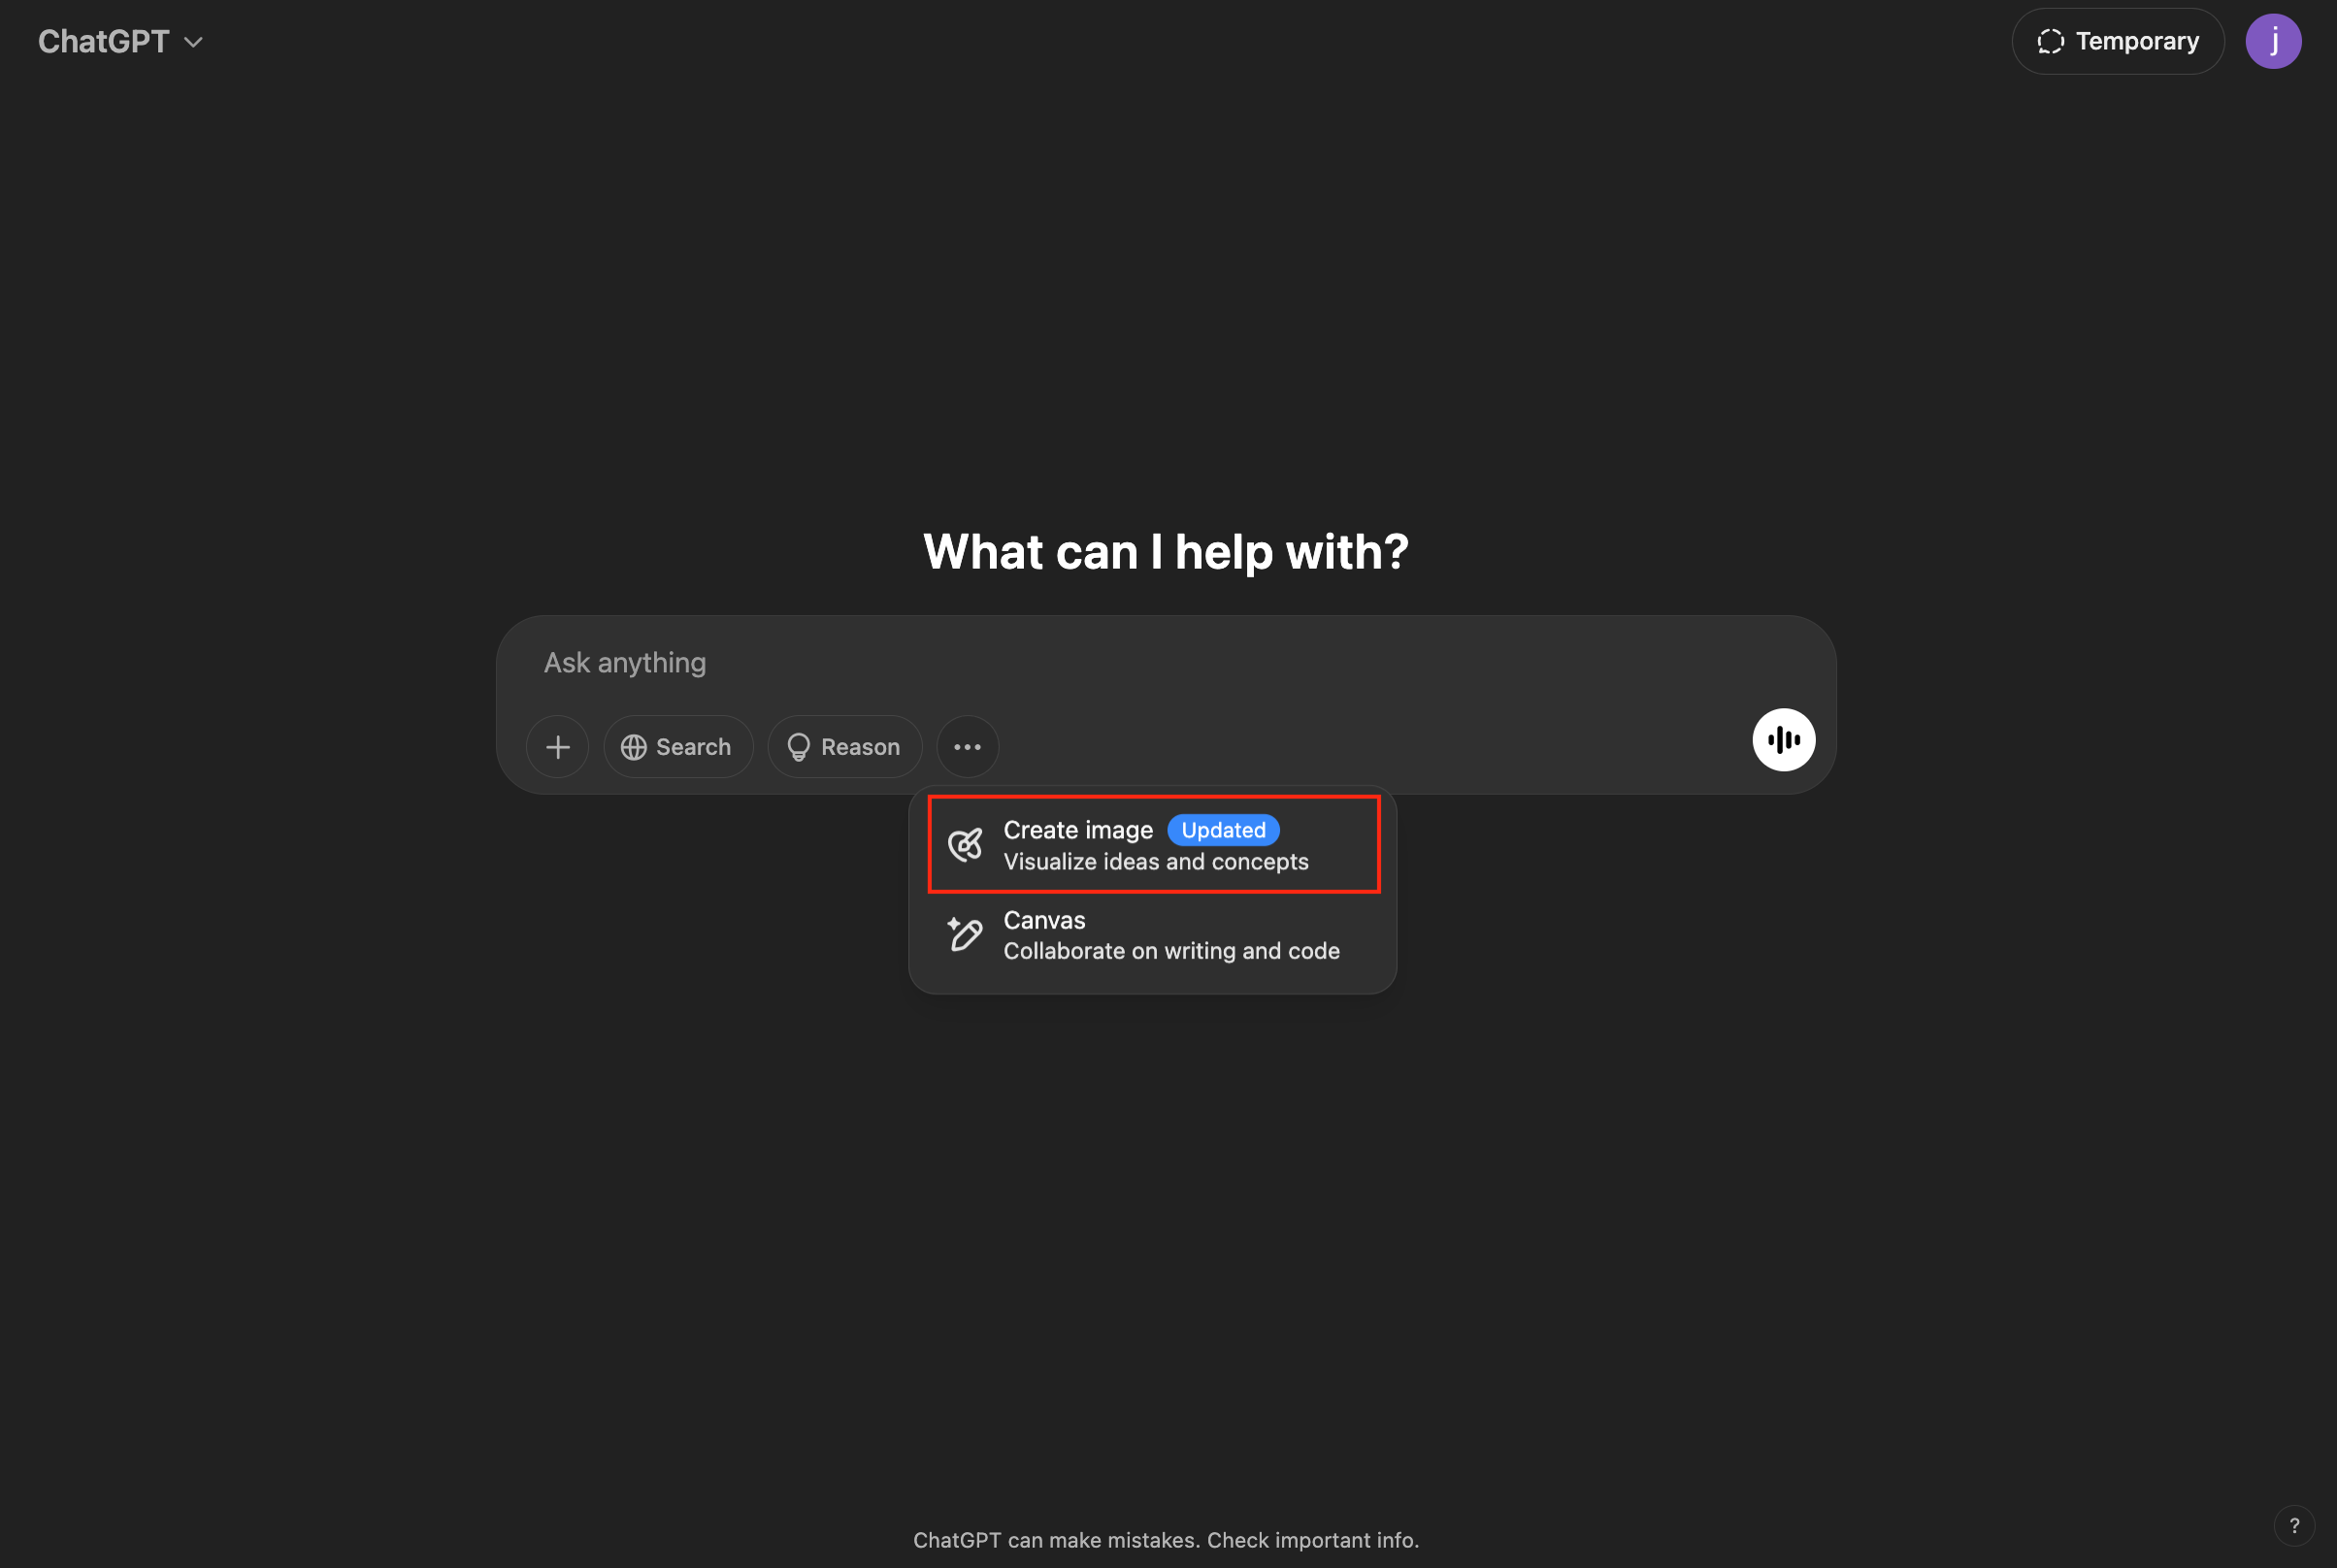 ChatGPT
Temporary
j
What can I help with?
Ask anything
Search
Reason
Create image Updated
Visualize ideas and concepts
Canvas
Collaborate on writing and code
ChatGPT can make mistakes. Check important info.
?